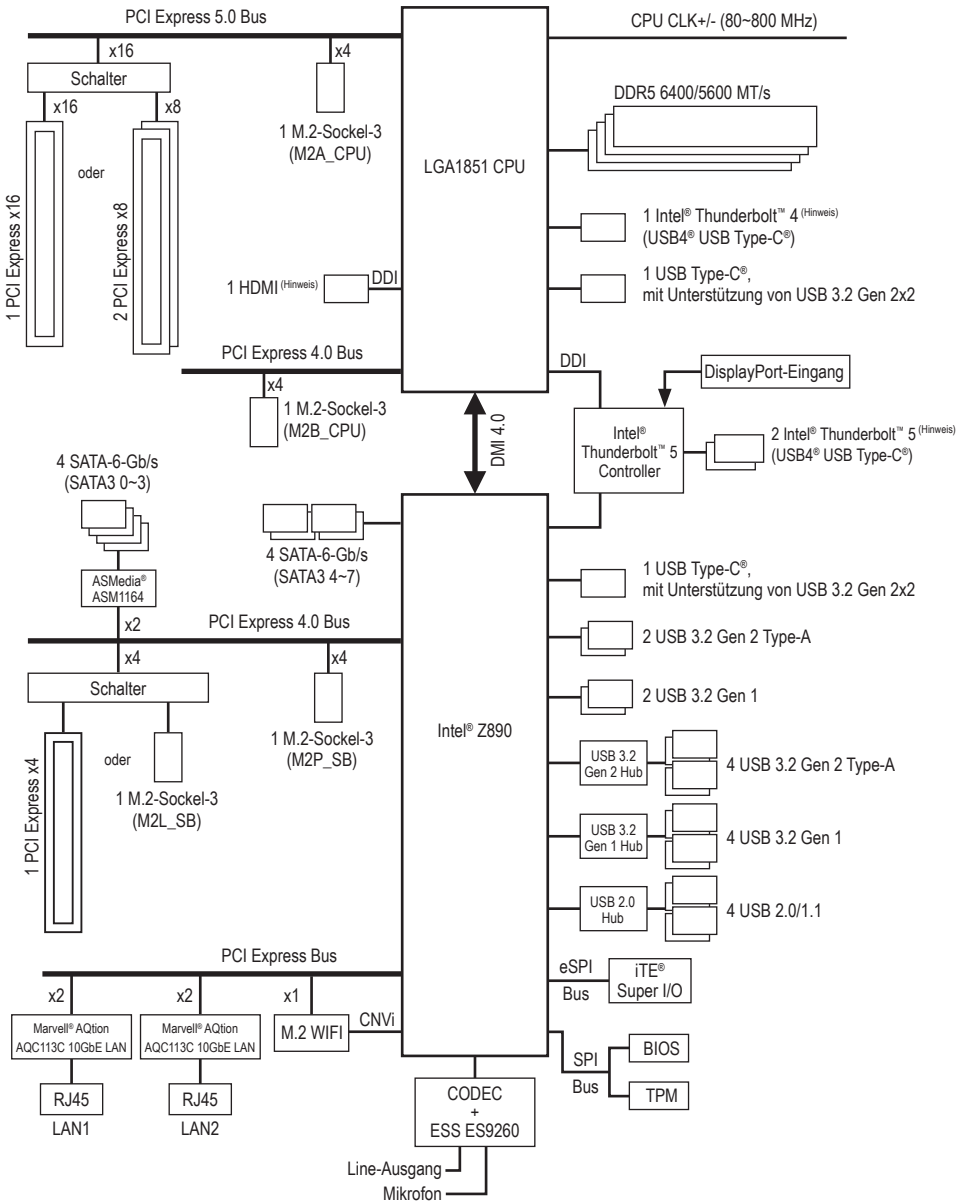 PCI Express 5.0 Bus
CPU CLK+/- (80~800 MHz)
x16
x4
Schalter
x16
x8
1 M.2-Sockel-3
(M2A_CPU)
DDR5 6400/5600 MT/s
LGA1851 CPU
oder
1 PCI Express x16
2 PCI Express x8
1 Intel® Thunderbolt™ 4 (Hinweis)
(USB4® USB Type-C®)
1 HDMI (Hinweis)
DDI
1 USB Type-C®,
mit Unterstützung von USB 3.2 Gen 2x2
PCI Express 4.0 Bus
x4
1 M.2-Sockel-3
(M2B_CPU)
DMI 4.0
DDI
DisplayPort-Eingang
Intel®
Thunderbolt™ 5
Controller
2 Intel® Thunderbolt™ 5 (Hinweis)
(USB4® USB Type-C®)
4 SATA-6-Gb/s
(SATA3 0~3)
4 SATA-6-Gb/s
(SATA3 4~7)
ASMedia®
ASM1164
x2
PCI Express 4.0 Bus
1 USB Type-C®,
mit Unterstützung von USB 3.2 Gen 2x2
x4
x4
2 USB 3.2 Gen 2 Type-A
Schalter
2 USB 3.2 Gen 1
Intel® Z890
1 M.2-Sockel-3
(M2P_SB)
oder
1 PCI Express x4
1 M.2-Sockel-3
(M2L_SB)
USB 3.2
Gen 2 Hub
4 USB 3.2 Gen 2 Type-A
USB 3.2
Gen 1 Hub
4 USB 3.2 Gen 1
USB 2.0
Hub
4 USB 2.0/1.1
PCI Express Bus
eSPI
Bus
iTE®
Super I/O
x2
x2
x1
Marvell® AQtion
AQC113C 10GbE LAN
Marvell® AQtion
AQC113C 10GbE LAN
M.2 WIFI
CNVi
SPI
Bus
BIOS
TPM
RJ45
LAN1
RJ45
LAN2
CODEC
+
ESS ES9260
Line-Ausgang
Mikrofon